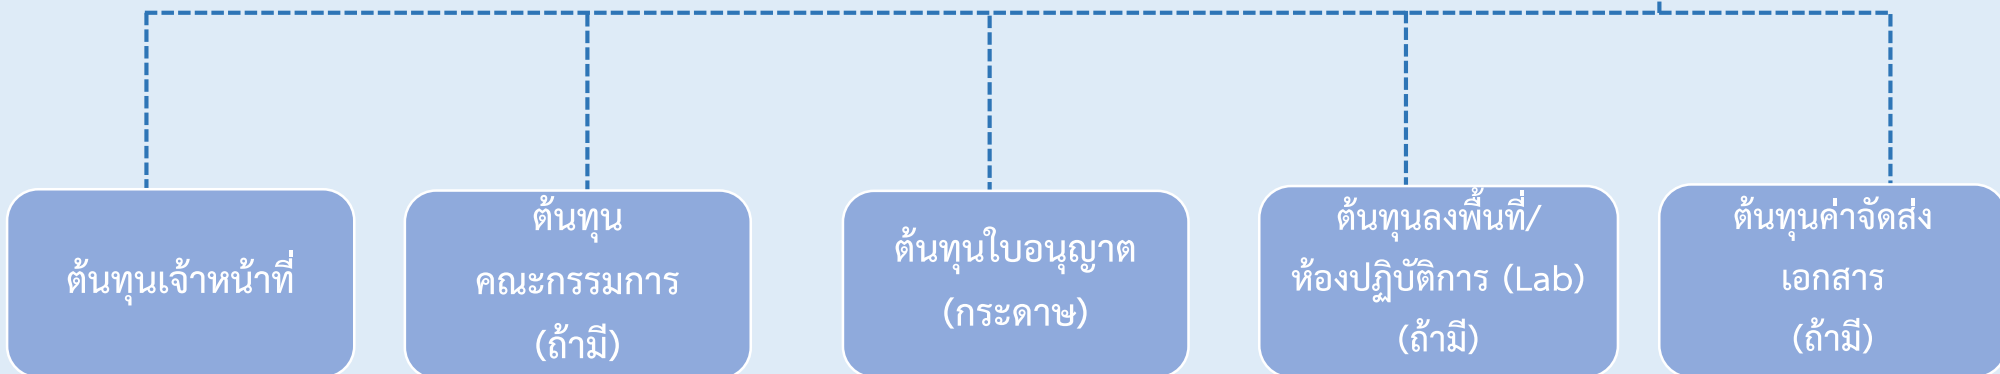 ต้นทุนเจ้าหน้าที่
ต้นทุน
คณะกรรมการ
(ถ้ามี)
ต้นทุนใบอนุญาต
(กระดาษ)
ต้นทุนลงพื้นที่/
ห้องปฏิบัติการ (Lab)
(ถ้ามี)
ต้นทุนค่าจัดส่ง
เอกสาร
(ถ้ามี)